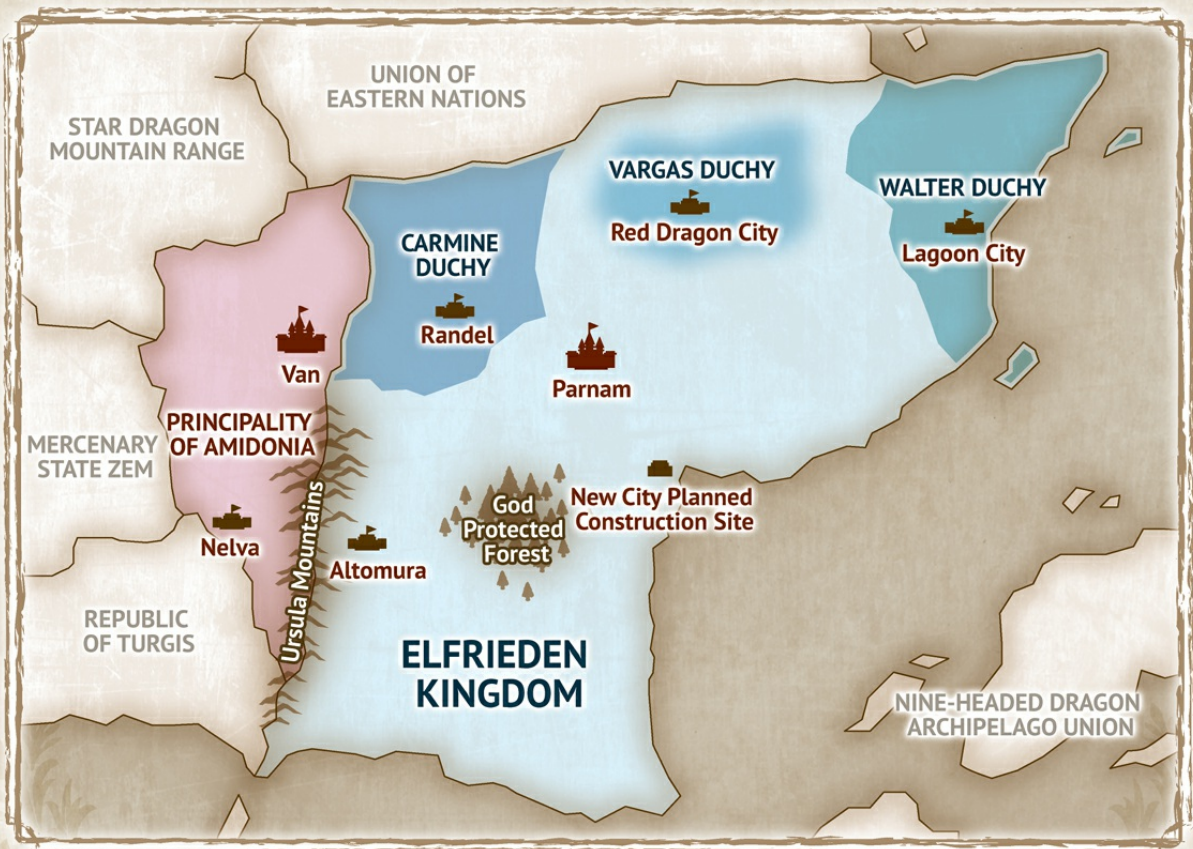 UNION OF
EASTERN NATIONS
STAR DRAGON
MOUNTAIN RANGE
VARGAS DUCHY
Red Dragon City
WALTER DUCHY
Lagoon City
CARMINE
DUCHY
Randel
Van
Parnam
PRINCIPALITY
OF AMIDONIA
MERCENARY
STATE ZEM
Nelva
Ursula Mountains
Altomura
God
Protected
Forest
New City Planned
Construction Site
REPUBLIC
OF TURGIS
ELFRIEDEN
KINGDOM
NINE-HEADED DRAGON
ARCHIPELAGO UNION